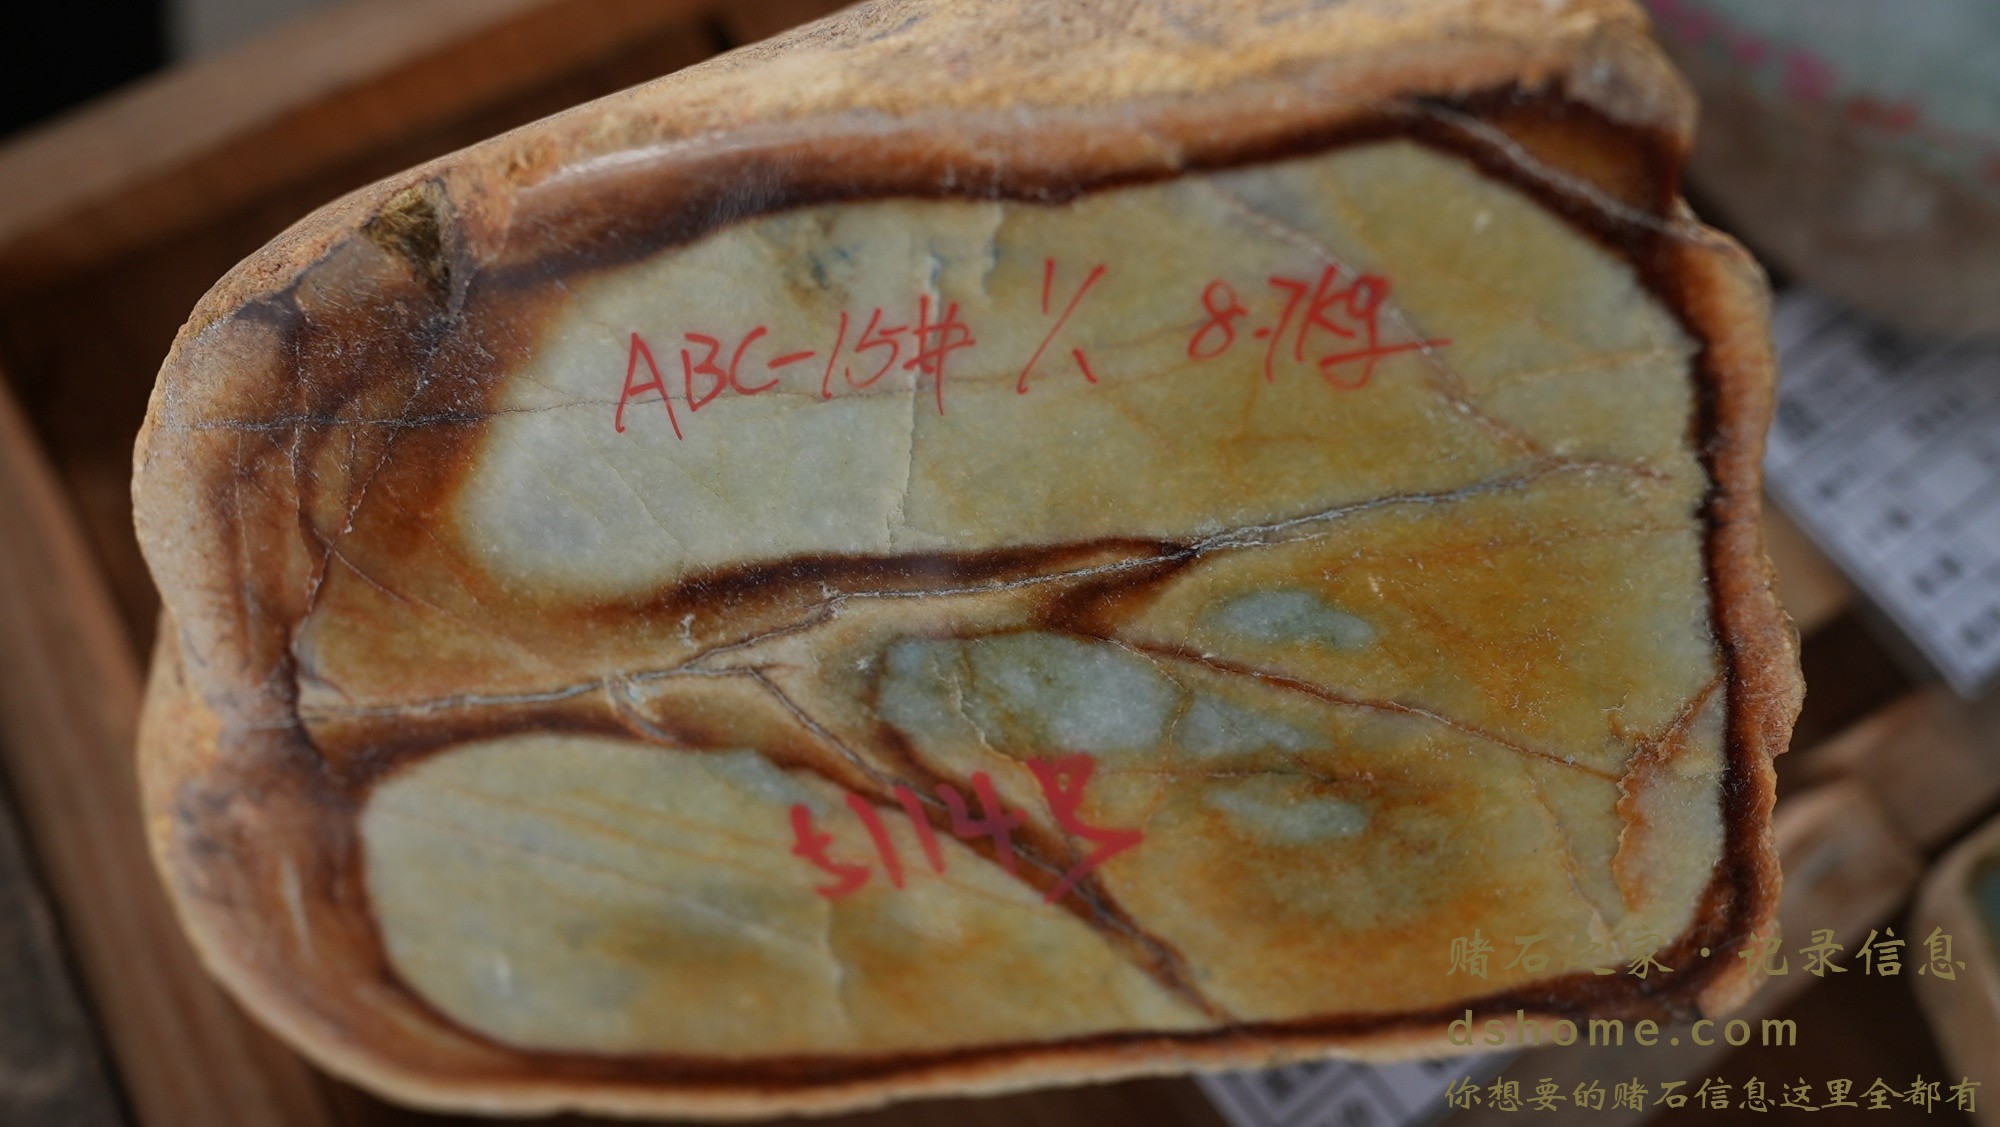 ABC-15# 1/1 8.7kg
5114号
赌石之家·记录信息
dshome.com
你想要的赌石信息这里全都有